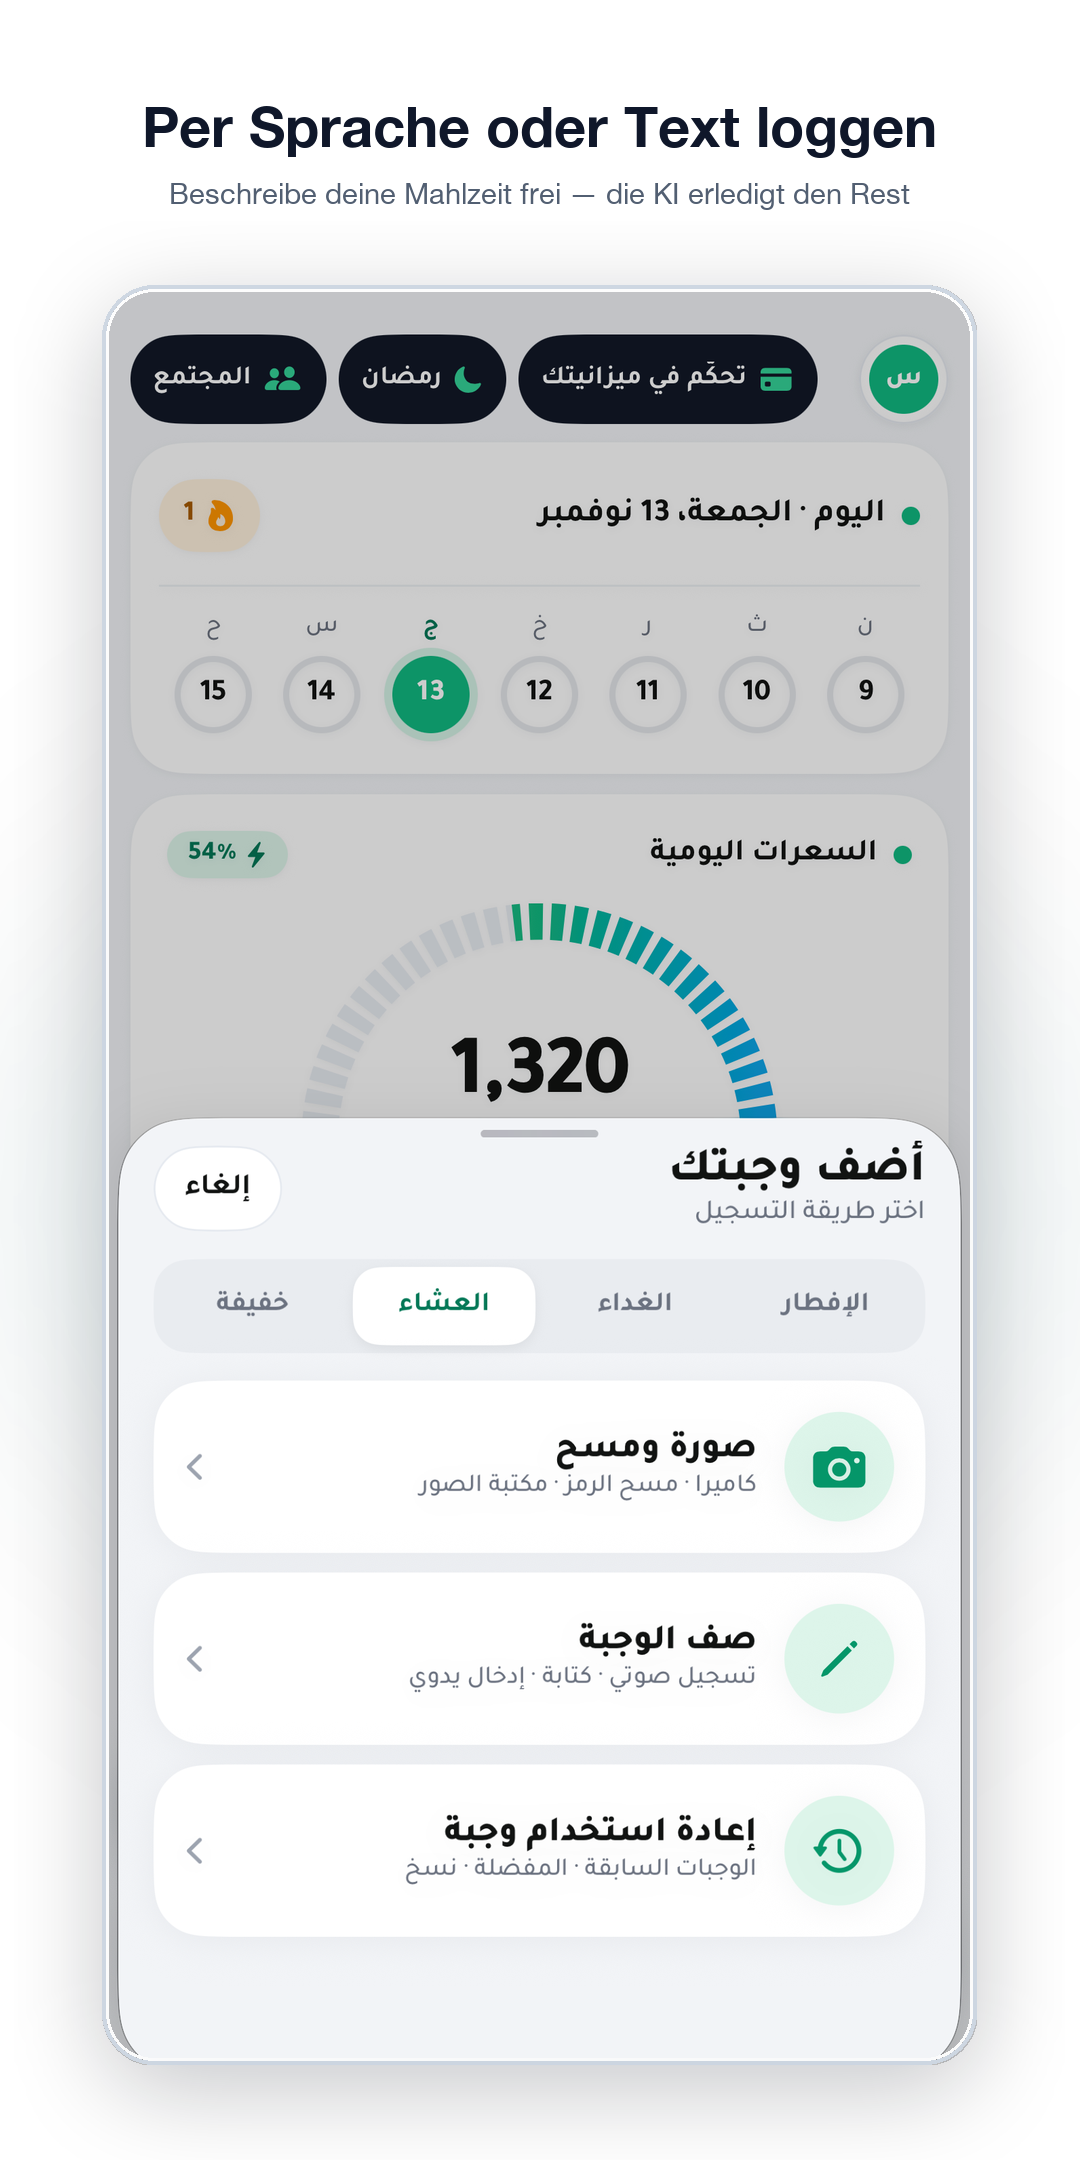 Per Sprache oder Text loggen
Beschreibe deine Mahlzeit frei — die KI erledigt den Rest
س
تحكّم في ميزانيتك
رمضان
المجتمع
اليوم · الجمعة، 13 نوفمبر
1
ن ث ر خ ج س ح
9 10 11 12 13 14 15
السعرات اليومية
54%
1,320
أضف وجبتك
إلغاء
اختر طريقة التسجيل
الإفطار الغداء العشاء خفيفة
صورة ومسح
كاميرا · مسح الرمز · مكتبة الصور
صف الوجبة
تسجيل صوتي · كتابة · إدخال يدوي
إعادة استخدام وجبة
الوجبات السابقة · المفضلة · نسخ